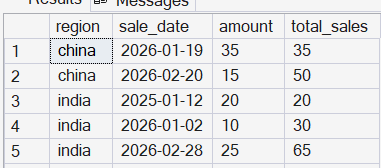 Results Messages
region sale_date amount total_sales
1 china 2026-01-19 35 35
2 china 2026-02-20 15 50
3 india 2025-01-12 20 20
4 india 2026-01-02 10 30
5 india 2026-02-28 25 65